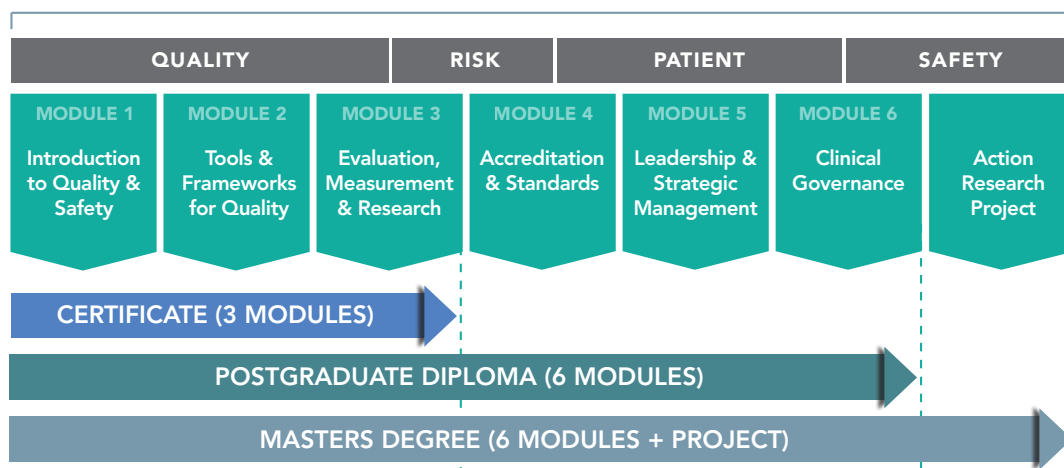 QUALITY
RISK
PATIENT
SAFETY
MODULE 1
Introduction
to Quality &
Safety
MODULE 2
Tools &
Frameworks
for Quality
MODULE 3
Evaluation,
Measurement
& Research
MODULE 4
Accreditation
& Standards
MODULE 5
Leadership &
Strategic
Management
MODULE 6
Clinical
Governance
Action
Research
Project
CERTIFICATE (3 MODULES)
POSTGRADUATE DIPLOMA (6 MODULES)
MASTERS DEGREE (6 MODULES + PROJECT)